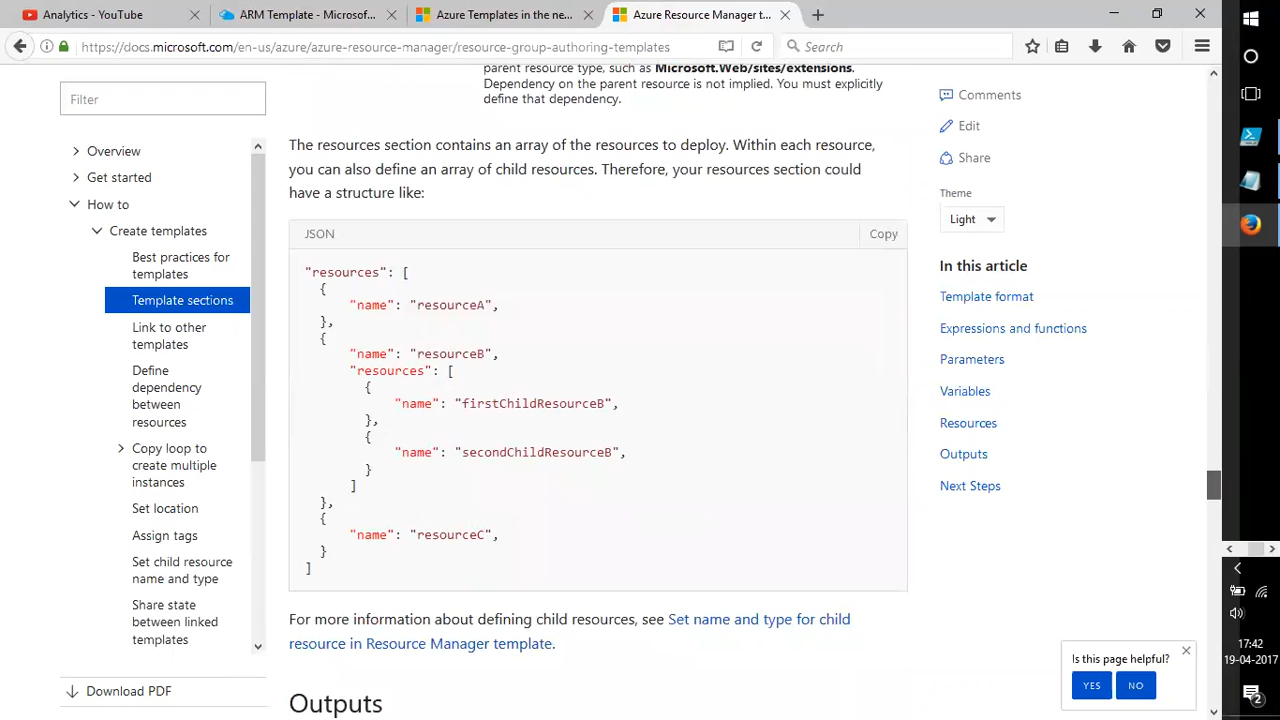 Analytics - YouTube
ARM Template - Microsof...
Azure Templates in the ne...
Azure Resource Manager t...
https://docs.microsoft.com/en-us/azure/azure-resource-manager/resource-group-authoring-templates
Search
Filter
Overview
Get started
How to
Create templates
Best practices for
templates
Template sections
Link to other
templates
Define
dependency
between
resources
Copy loop to
create multiple
instances
Set location
Assign tags
Set child resource
name and type
Share state
between linked
templates
Download PDF
parent resource type, such as Microsoft.Web/sites/extensions.
Dependency on the parent resource is not implied. You must explicitly
define that dependency.
The resources section contains an array of the resources to deploy. Within each resource,
you can also define an array of child resources. Therefore, your resources section could
have a structure like:
JSON
Copy
"resources": [
{
"name": "resourceA",
},
{
"name": "resourceB",
"resources": [
{
"name": "firstChildResourceB",
},
{
"name": "secondChildResourceB",
}
]
},
{
"name": "resourceC",
}
]
For more information about defining child resources, see Set name and type for child
resource in Resource Manager template.
Outputs
Comments
Edit
Share
Theme
Light
In this article
Template format
Expressions and functions
Parameters
Variables
Resources
Outputs
Next Steps
Is this page helpful?
YES
NO
17:42
19-04-2017
2